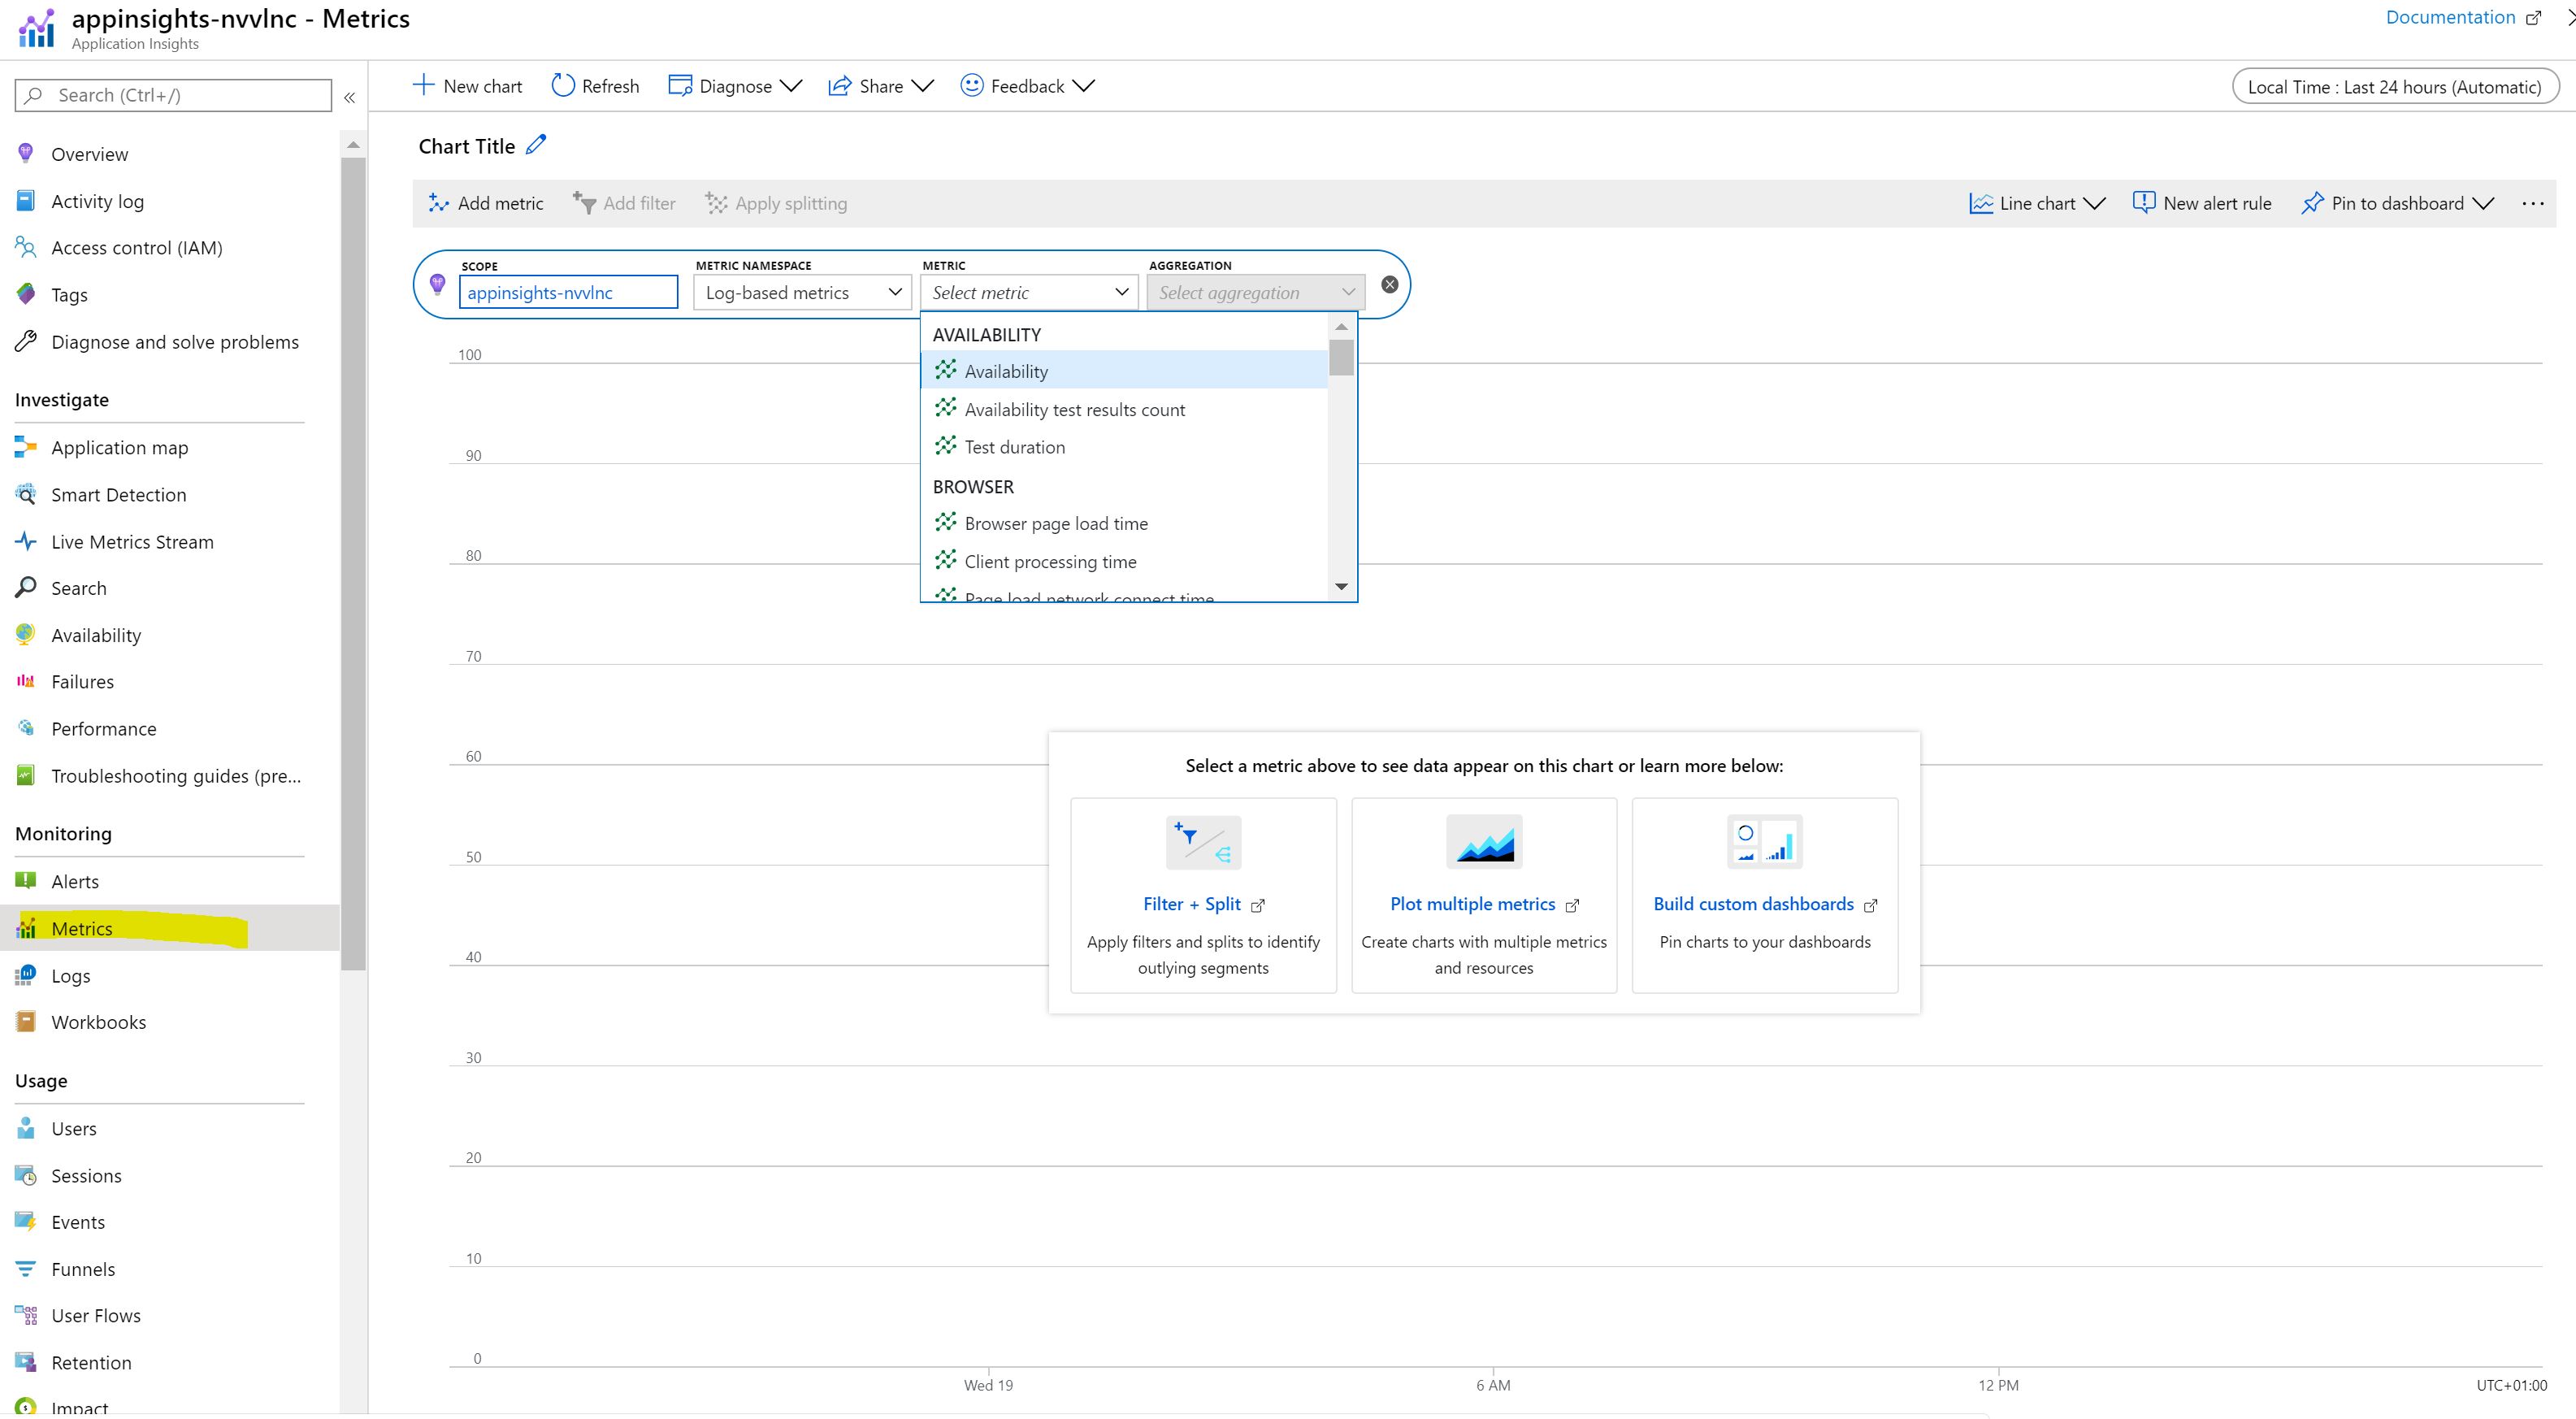 appinsights-nvvlnc - Metrics
Application Insights
Documentation
Search (Ctrl+/)
Overview
Activity log
Access control (IAM)
Tags
Diagnose and solve problems
Investigate
Application map
Smart Detection
Live Metrics Stream
Search
Availability
Failures
Performance
Troubleshooting guides (pre...
Monitoring
Alerts
Metrics
Logs
Workbooks
Usage
Users
Sessions
Events
Funnels
User Flows
Retention
Impact
New chart
Refresh
Diagnose
Share
Feedback
Local Time : Last 24 hours (Automatic)
Chart Title
Add metric
Add filter
Apply splitting
Line chart
New alert rule
Pin to dashboard
SCOPE
appinsights-nvvlnc
METRIC NAMESPACE
Log-based metrics
METRIC
Select metric
AGGREGATION
Select aggregation
AVAILABILITY
Availability
Availability test results count
Test duration
BROWSER
Browser page load time
Client processing time
Page load network connect time
100
90
80
70
60
50
40
30
20
10
0
Select a metric above to see data appear on this chart or learn more below:
Filter + Split
Apply filters and splits to identify
outlying segments
Plot multiple metrics
Create charts with multiple metrics
and resources
Build custom dashboards
Pin charts to your dashboards
Wed 19
6 AM
12 PM
UTC+01:00